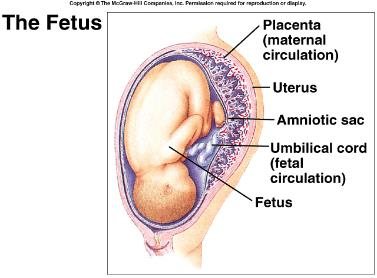 Copyright © The McGraw-Hill Companies, Inc. Permission required for reproduction or display.
The Fetus
Placenta
(maternal
circulation)
Uterus
Amniotic sac
Umbilical cord
(fetal
circulation)
Fetus